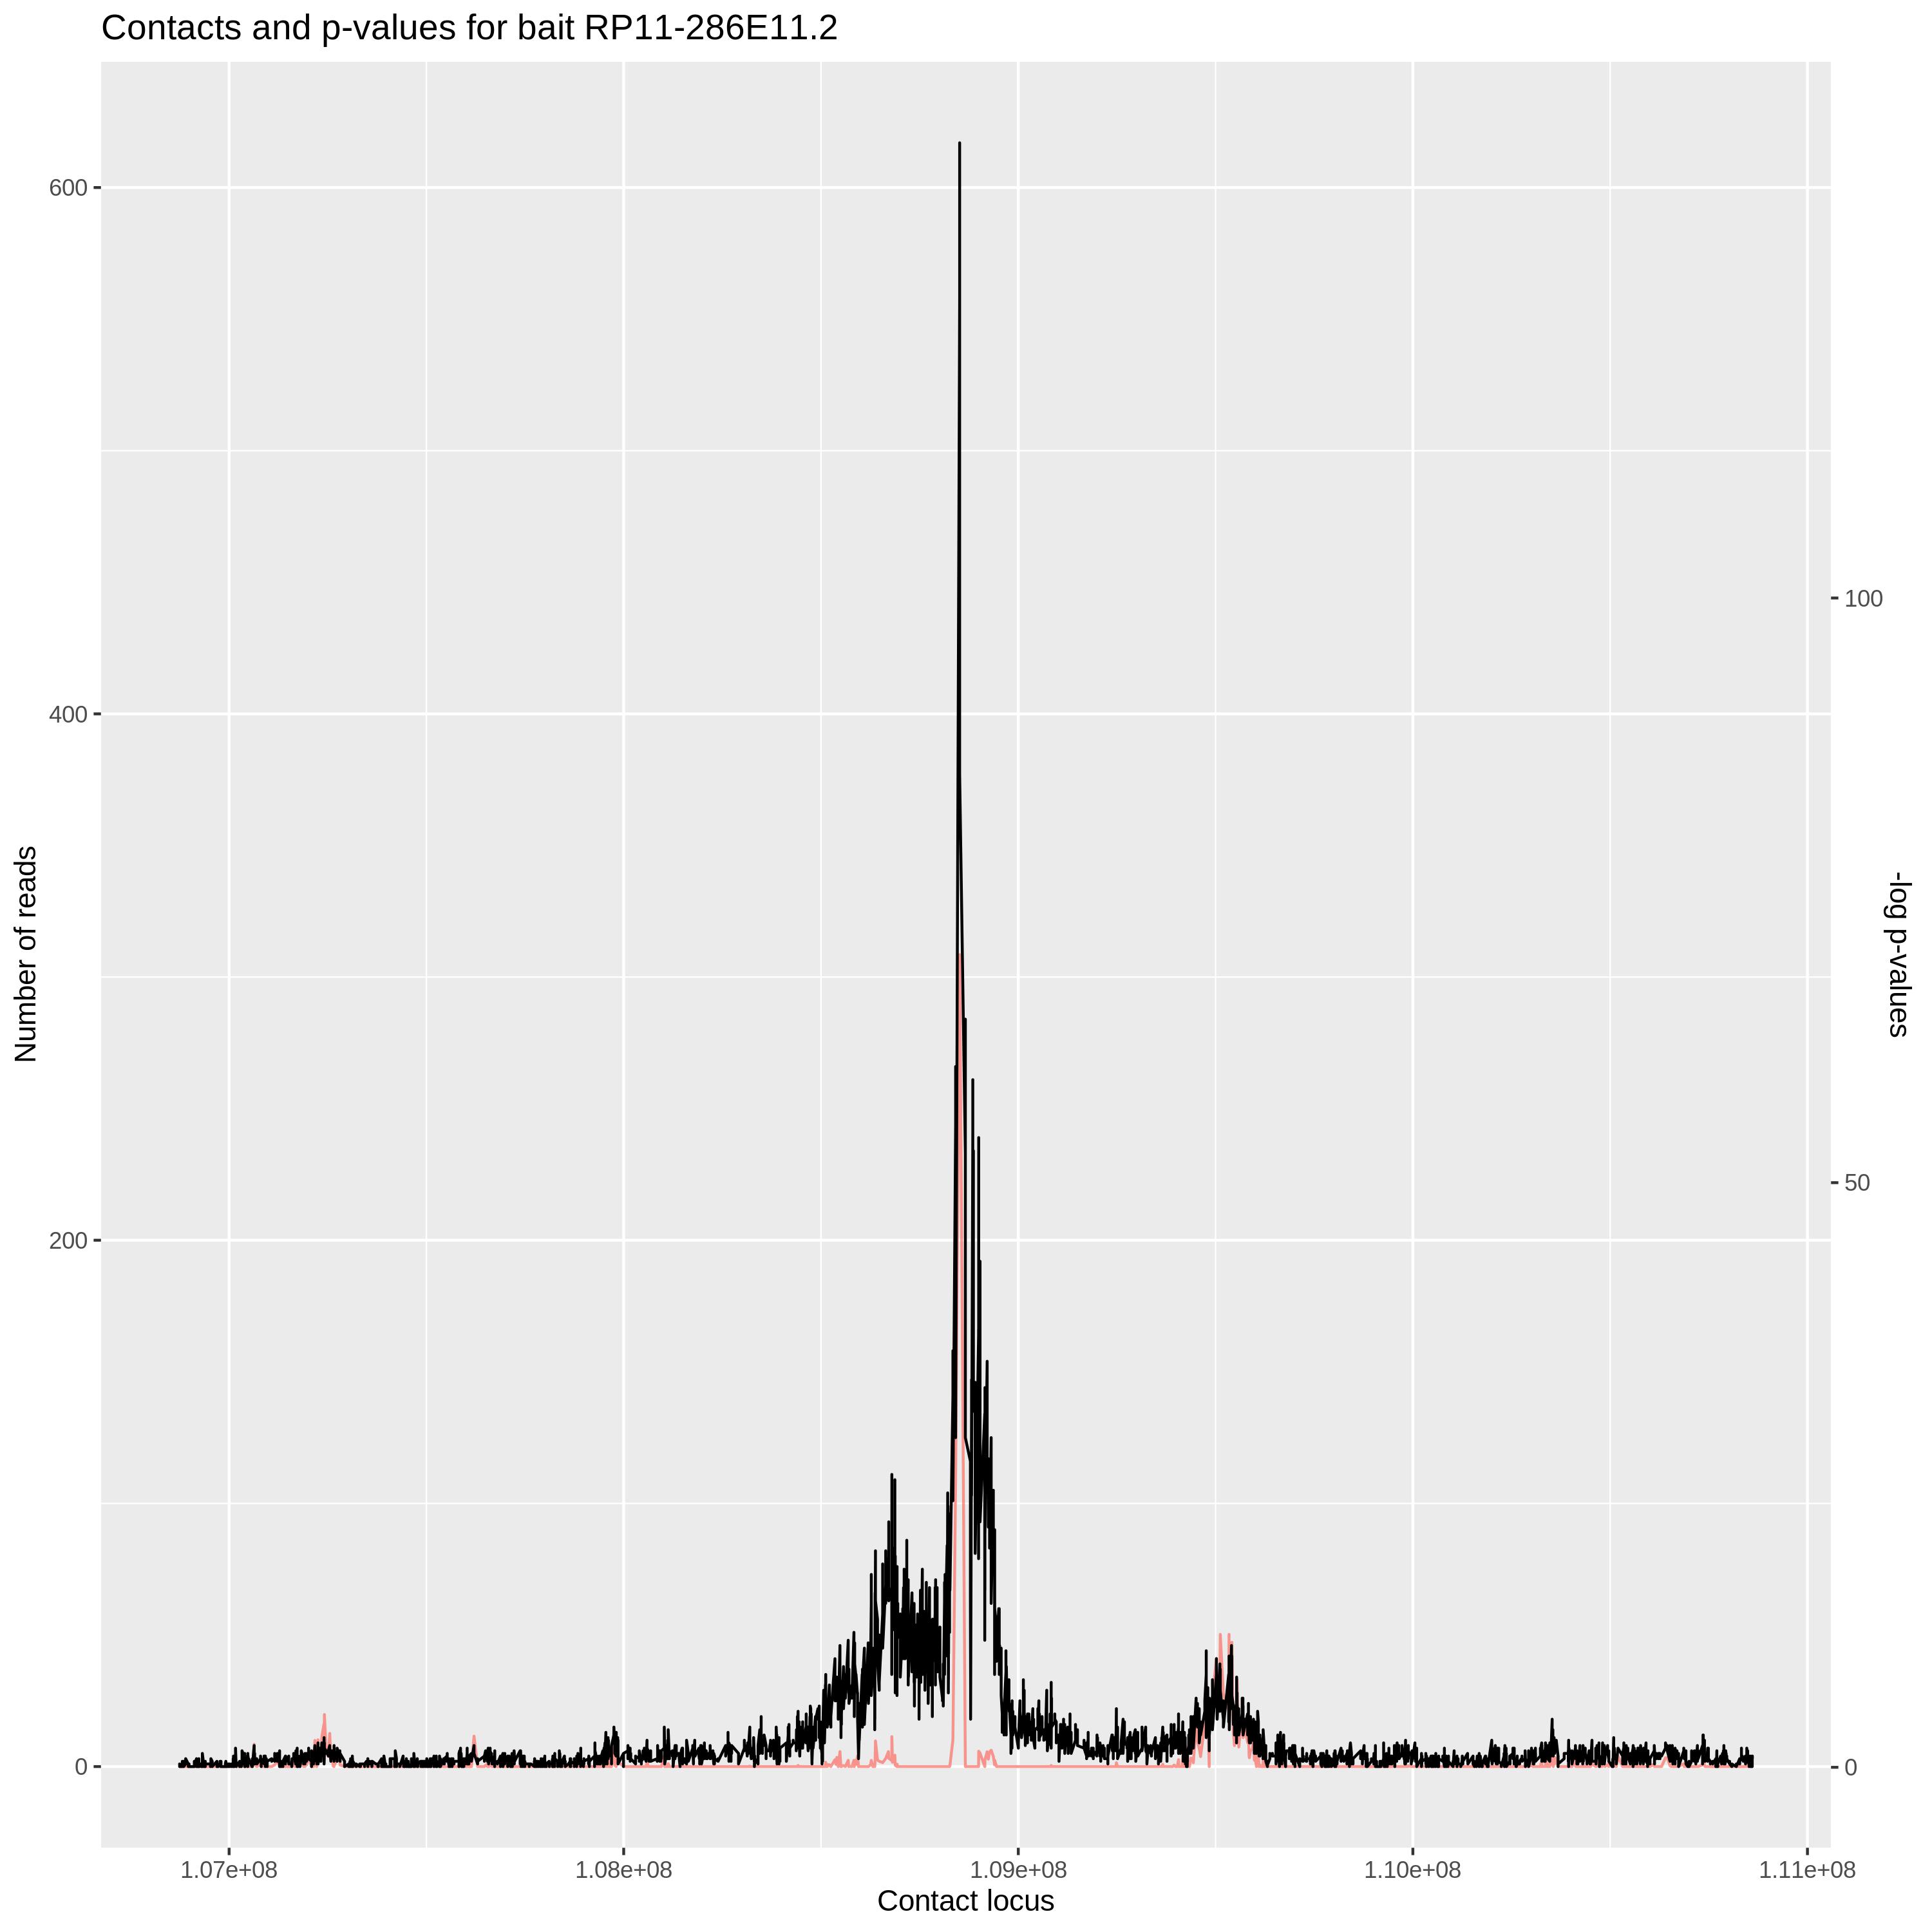 Contacts and p-values for bait RP11-286E11.2
600
400
200
0
100
50
0
Number of reads
-log p-values
1.07e+08 1.08e+08 1.09e+08 1.10e+08 1.11e+08
Contact locus